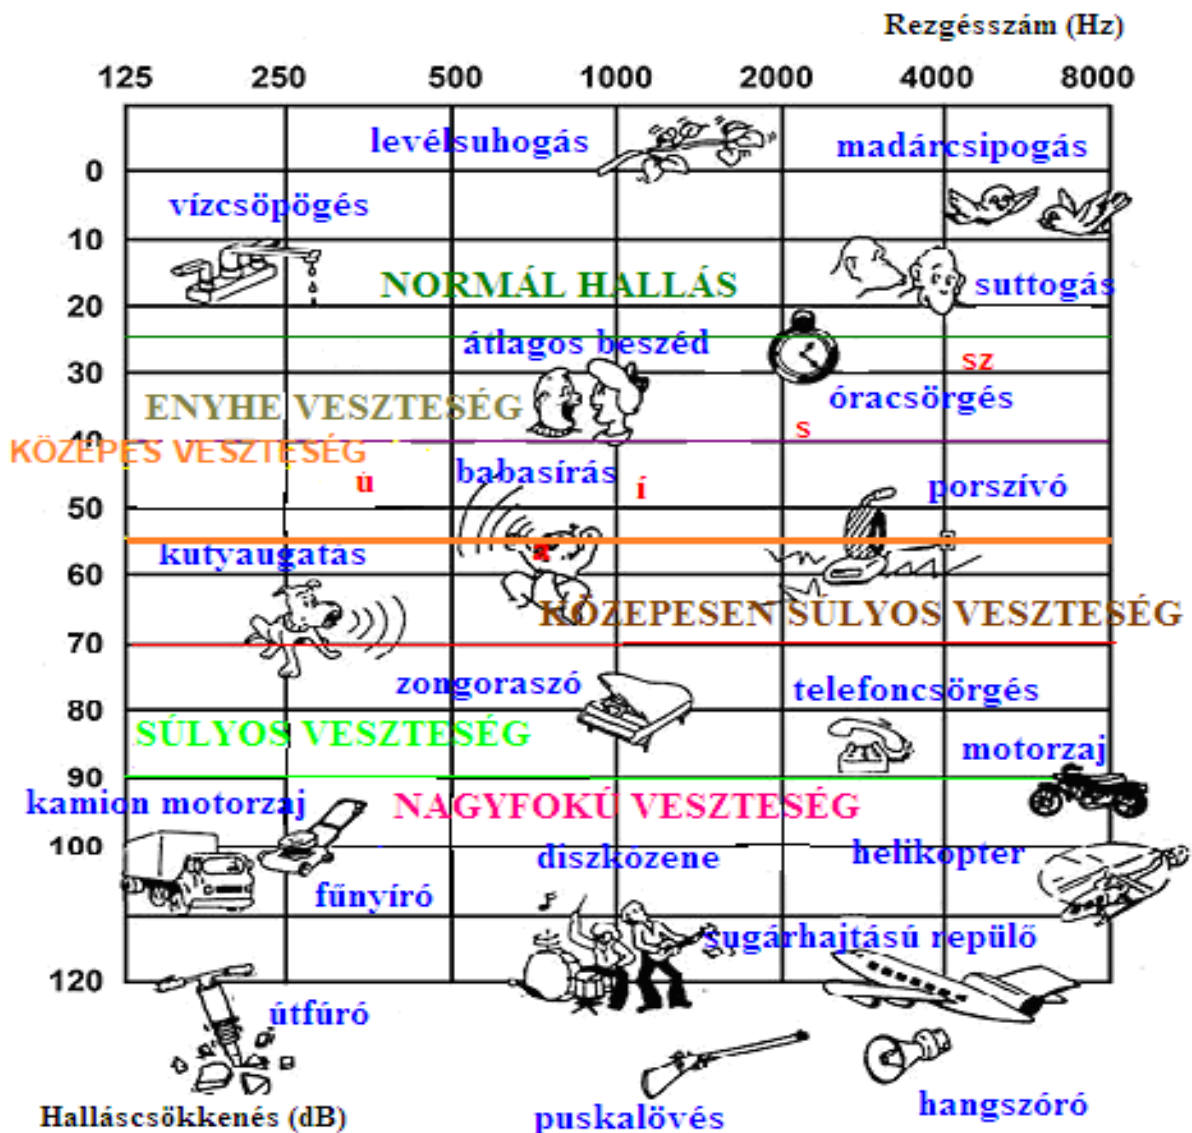 Rezgésszám (Hz)
125 250 500 1000 2000 4000 8000
levélsuhogás
madárcsipogás
0
vízcsöpögés
10
NORMÁL HALLÁS
suttogás
20
átlagos beszéd
sz
30
ENYHE VESZTESÉG
óracsörgés
s
40
KÖZEPES VESZTESÉG
babasírás
ú
í
porszívó
50
kutyaugatás
a
60
KÖZEPESEN SÚLYOS VESZTESÉG
70
zongoraszó
telefoncsörgés
80
SÚLYOS VESZTESÉG
motorzaj
90
kamion motorzaj
NAGYFOKÚ VESZTESÉG
100
diszkózene
helikopter
fűnyíró
sugárhajtású repülő
120
útfúró
Halláscsökkenés (dB)
puskalövés
hangszóró